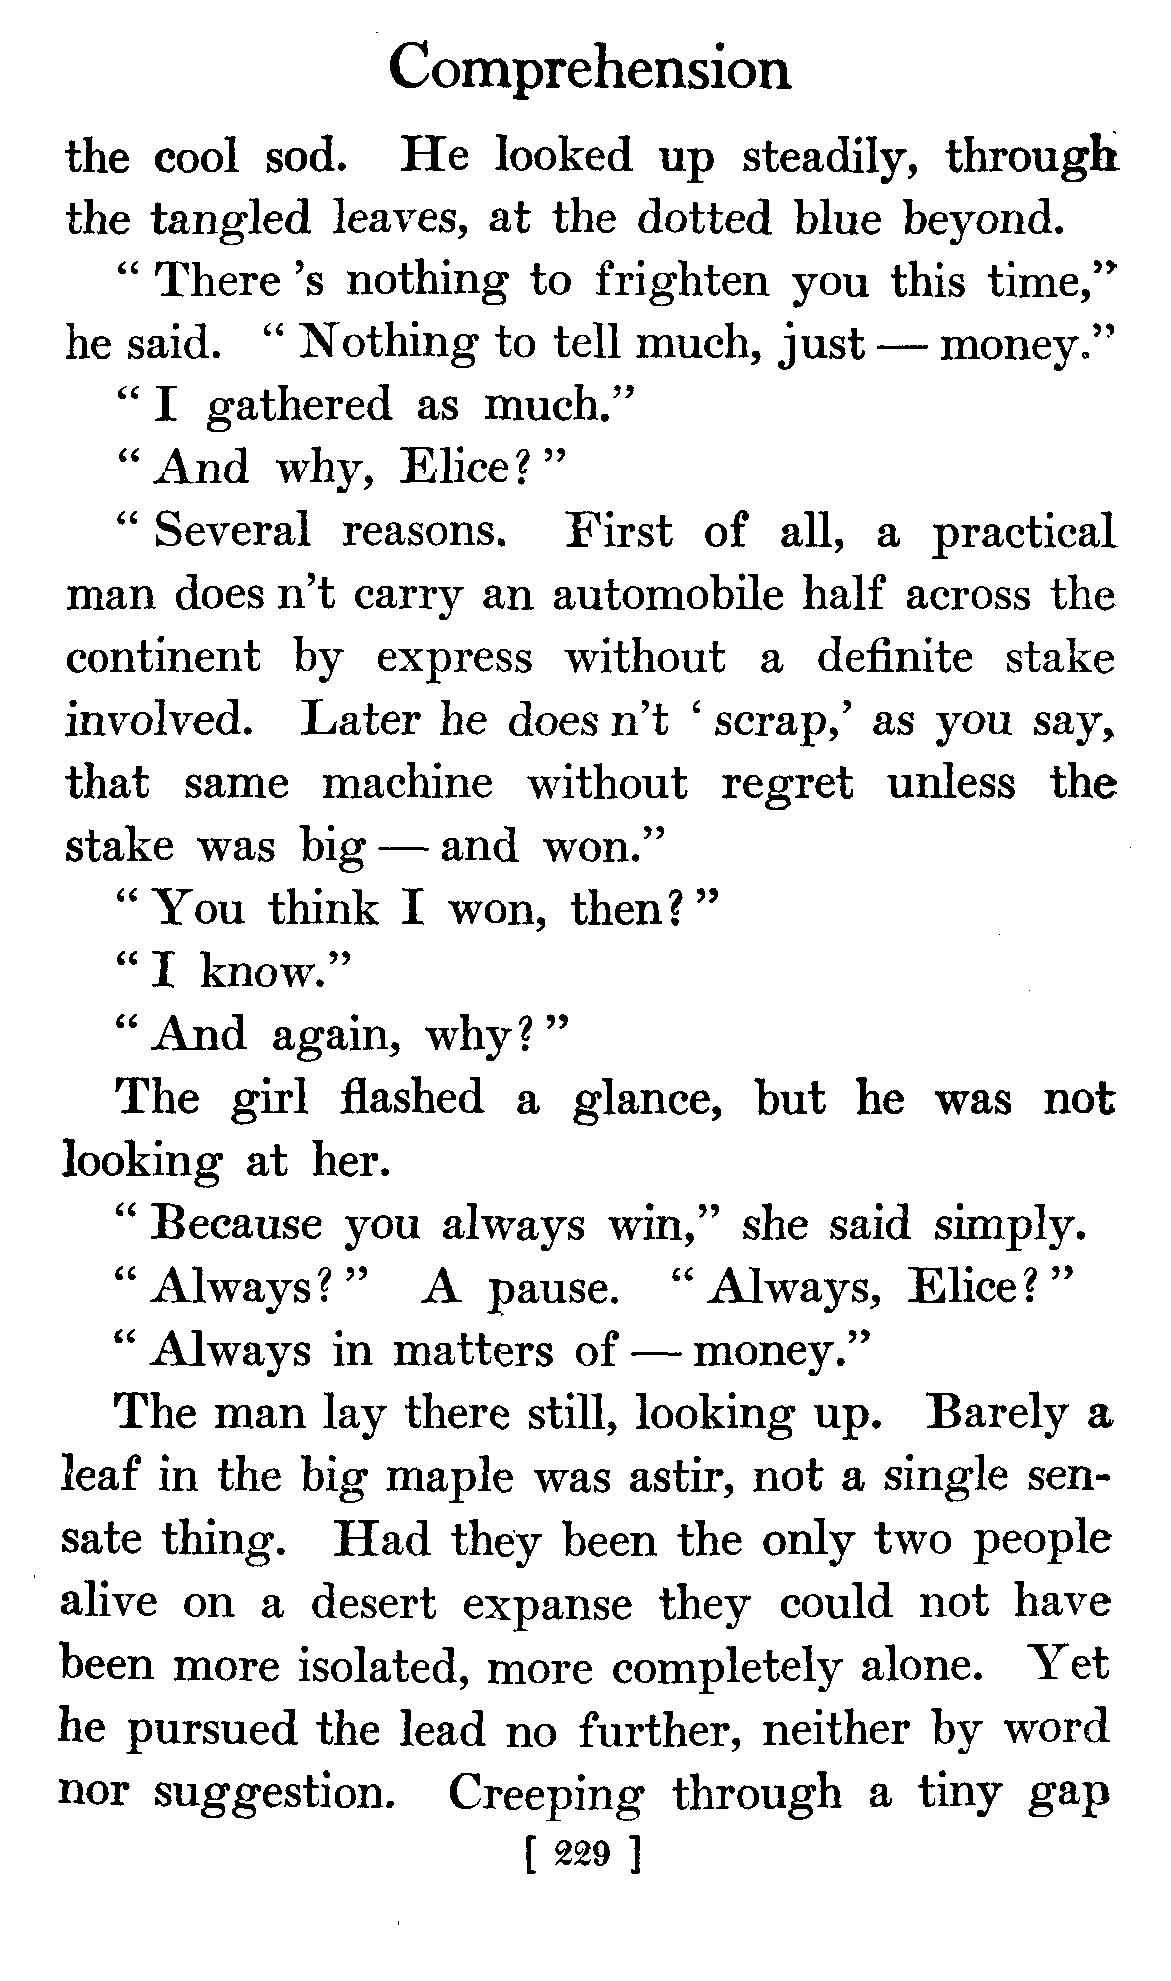 Comprehension
the cool sod. He looked up steadily, through
the tangled leaves, at the dotted blue beyond.
“ There 's nothing to frighten you this time,”
he said. “ Nothing to tell much, just — money.”
“ I gathered as much.”
“ And why, Elice? ”
“ Several reasons. First of all, a practical
man does n't carry an automobile half across the
continent by express without a definite stake
involved. Later he does n't ‘ scrap,’ as you say,
that same machine without regret unless the
stake was big — and won.”
“ You think I won, then? ”
“ I know.”
“ And again, why? ”
The girl flashed a glance, but he was not
looking at her.
“ Because you always win,” she said simply.
“ Always? ” A pause. “ Always, Elice? ”
“ Always in matters of — money.”
The man lay there still, looking up. Barely a
leaf in the big maple was astir, not a single sen-
sate thing. Had they been the only two people
alive on a desert expanse they could not have
been more isolated, more completely alone. Yet
he pursued the lead no further, neither by word
nor suggestion. Creeping through a tiny gap
[ 229 ]